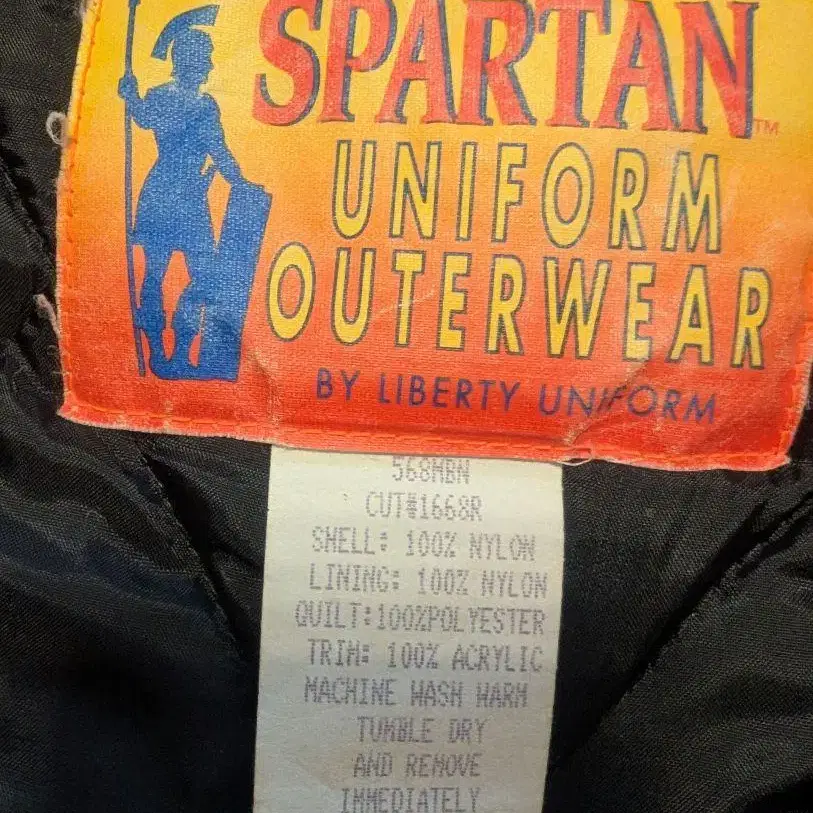 SPARTAN™
UNIFORM
OUTERWEAR
BY LIBERTY UNIFORM
568MBN
CUT#1668R
SHELL: 100% NYLON
LINING: 100% NYLON
QUILT:100%POLYESTER
TRIM: 100% ACRYLIC
MACHINE WASH WARM
TUMBLE DRY
AND REMOVE
IMMEDIATELY